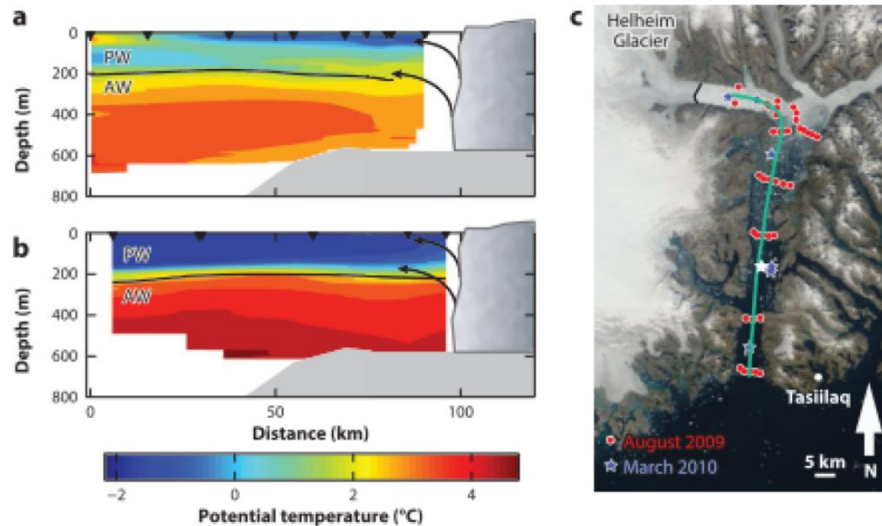 a
0
200
400
600
800
Depth (m)
PW
AW
b
0
200
400
600
800
Depth (m)
PW
AW
0
50
100
Distance (km)
−2
0
2
4
Potential temperature (°C)
c
Helheim
Glacier
Tasiilaq
August 2009
March 2010
5 km
N